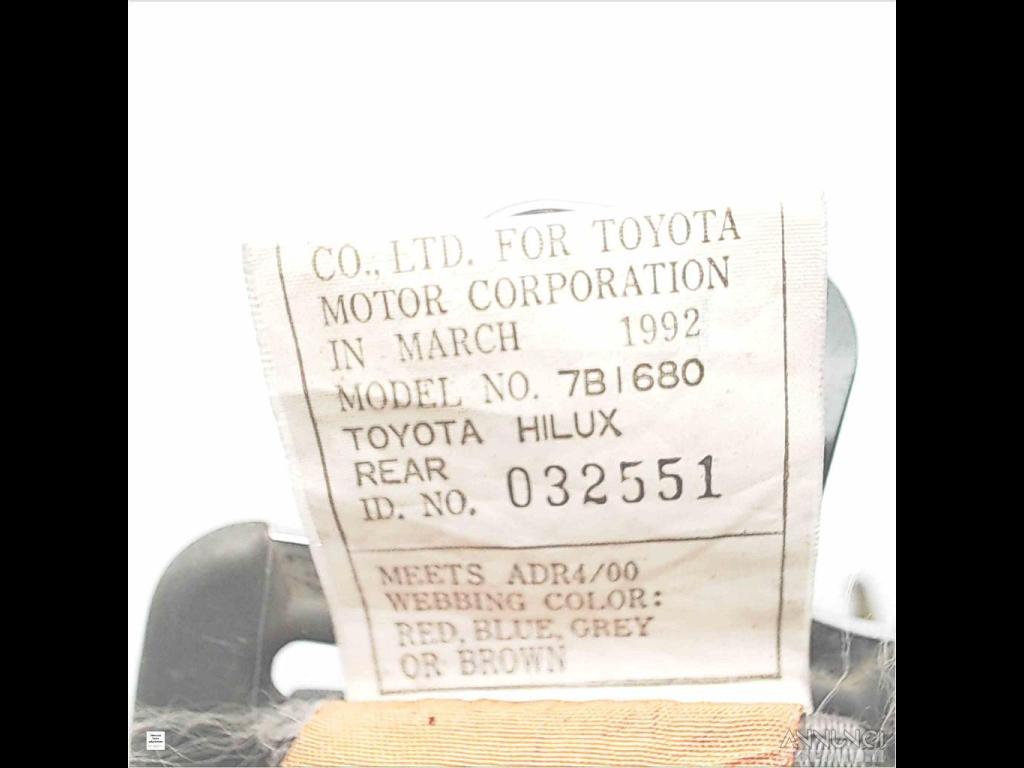 CO., LTD. FOR TOYOTA
MOTOR CORPORATION
IN MARCH 1992
MODEL NO. 7B1680
TOYOTA HILUX
REAR
ID. NO. 032551
MEETS ADR4/00
WEBBING COLOR:
RED, BLUE, GREY
OR BROWN
ANNUNCI